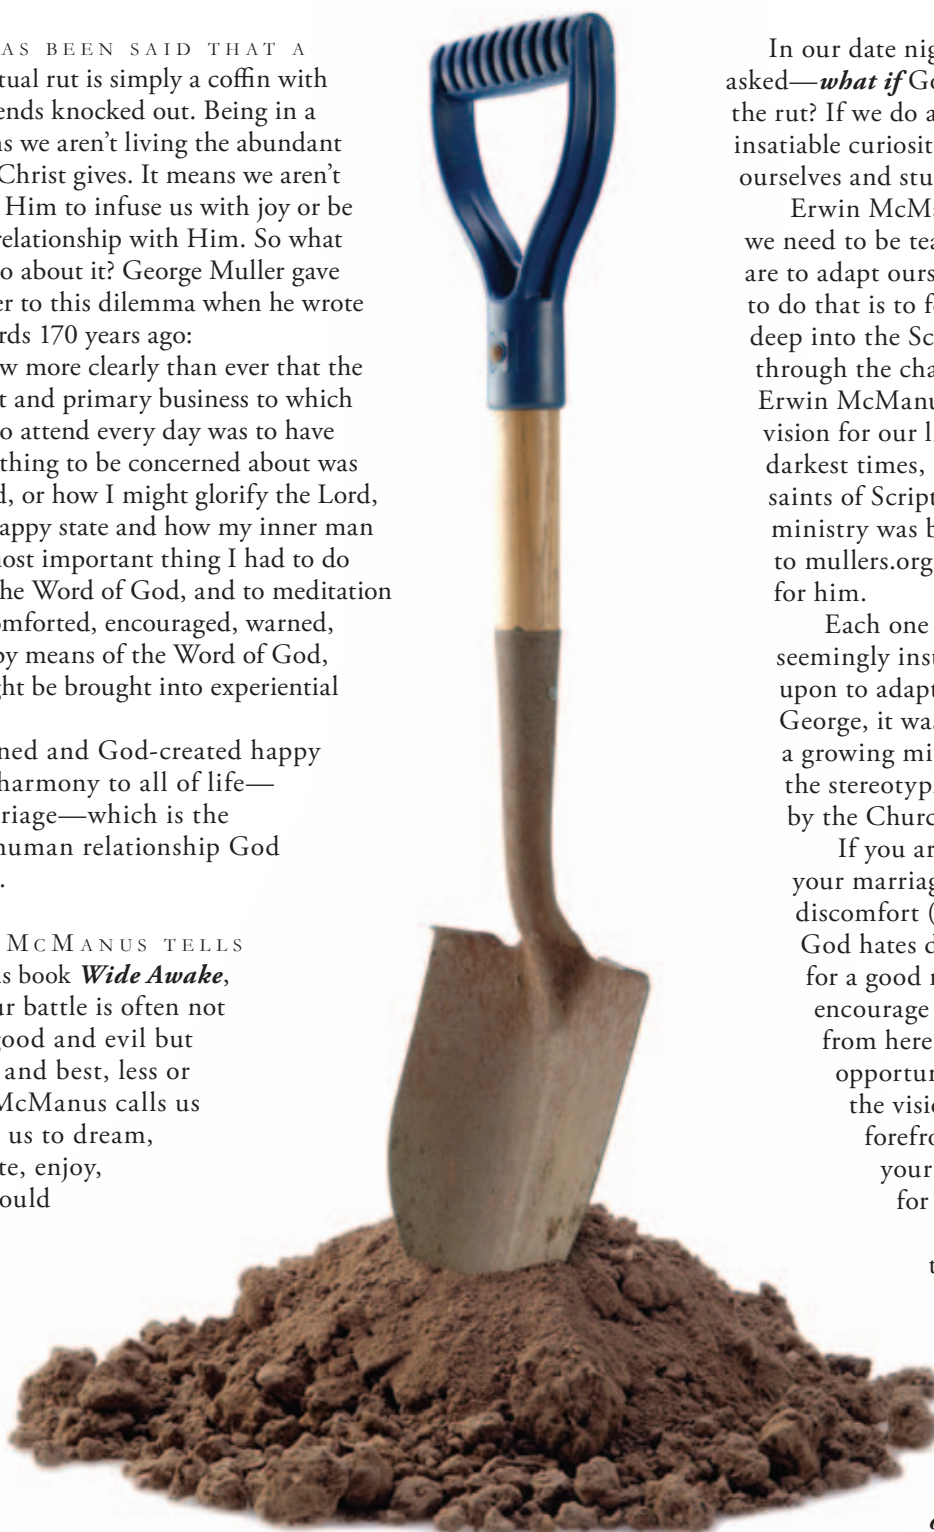 AS BEEN SAID THAT A
tual rut is simply a coffin with
ends knocked out. Being in a
ns we aren't living the abundant
Christ gives. It means we aren't
Him to infuse us with joy or be
relationship with Him. So what
o about it? George Muller gave
er to this dilemma when he wrote
rds 170 years ago:
w more clearly than ever that the
t and primary business to which
o attend every day was to have
thing to be concerned about was
d, or how I might glorify the Lord,
appy state and how my inner man
nost important thing I had to do
he Word of God, and to meditation
omforted, encouraged, warned,
by means of the Word of God,
ght be brought into experiential
ned and God-created happy
harmony to all of life—
riage—which is the
human relationship God
.
McMANUS TELLS
is book Wide Awake,
ur battle is often not
good and evil but
and best, less or
McManus calls us
us to dream,
te, enjoy,
ould
In our date nig
asked—what if Go
the rut? If we do a
insatiable curiosit
ourselves and stu
Erwin McMa
we need to be tea
are to adapt ours
to do that is to fo
deep into the Sc
through the cha
Erwin McManu
vision for our l
darkest times,
saints of Script
ministry was b
to mullers.org
for him.
Each one
seemingly insu
upon to adapt
George, it was
a growing mi
the stereotyp
by the Churc
If you ar
your marriag
discomfort (
God hates d
for a good r
encourage
from here
opportun
the visio
forefro
your
for
t